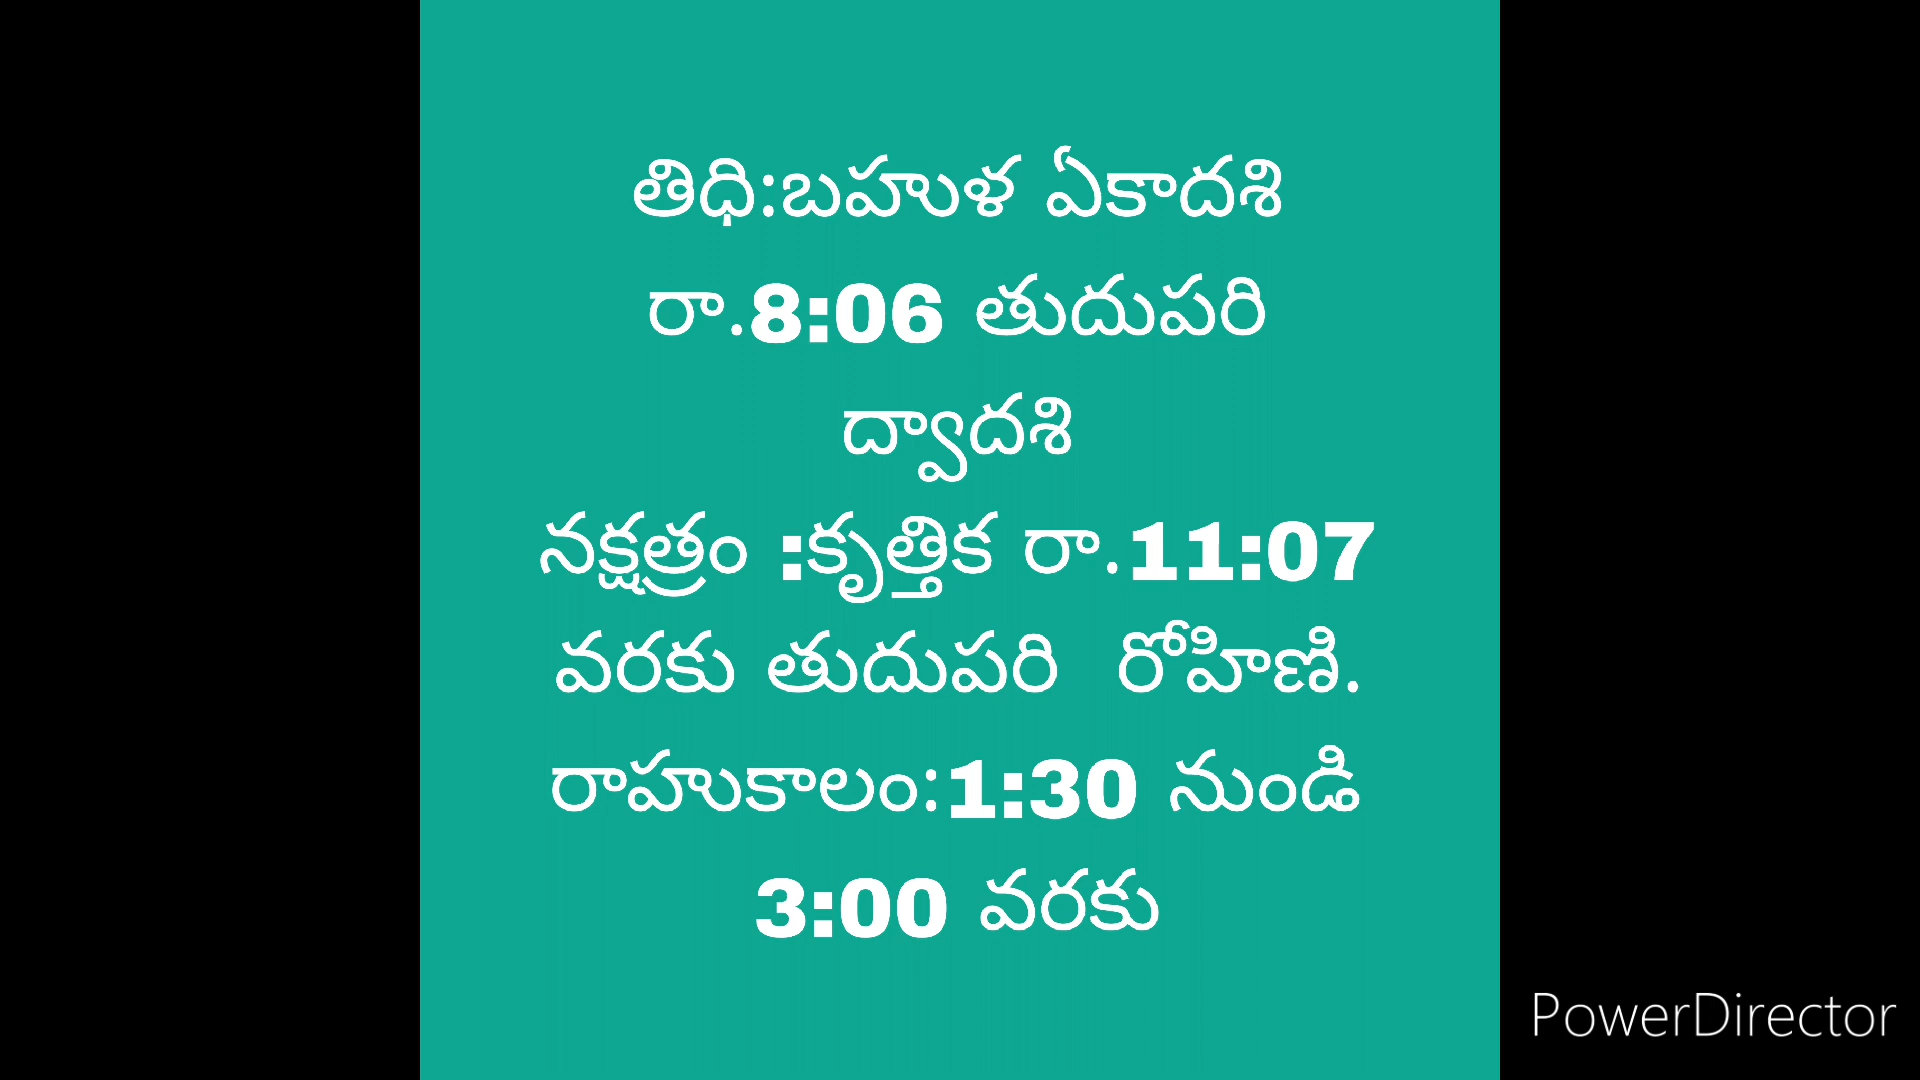 తిధి:బహుళ ఏకాదశి
రా.8:06 తుదుపరి
ద్వాదశి
నక్షత్రం :కృత్తిక రా.11:07
వరకు తుదుపరి  రోహిణి.
రాహుకాలం:1:30 నుండి
3:00 వరకు
PowerDirector